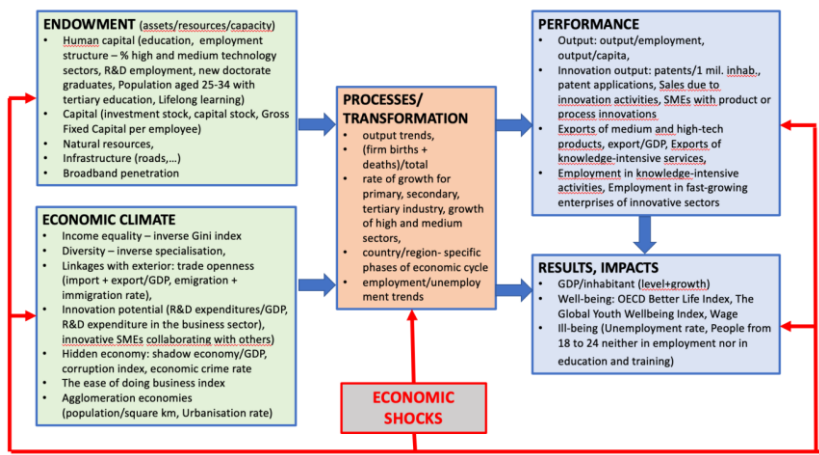 ENDOWMENT (assets/resources/capacity)
• Human capital (education, employment
structure – % high and medium technology
sectors, R&D employment, new doctorate
graduates, Population aged 25-34 with
tertiary education, Lifelong learning)
• Capital (investment stock, capital stock, Gross
Fixed Capital per employee)
• Natural resources,
• Infrastructure (roads,…)
• Broadband penetration
ECONOMIC CLIMATE
• Income equality – inverse Gini index
• Diversity – inverse specialisation,
• Linkages with exterior: trade openness
(import + export/GDP, emigration +
immigration rate),
• Innovation potential (R&D expenditures/GDP,
R&D expenditure in the business sector),
innovative SMEs collaborating with others)
• Hidden economy: shadow economy/GDP,
corruption index, economic crime rate
• The ease of doing business index
• Agglomeration economies
(population/square km, Urbanisation rate)
PROCESSES/
TRANSFORMATION
• output trends,
• (firm births +
deaths)/total
• rate of growth for
primary, secondary,
tertiary industry, growth
of high and medium
sectors,
• country/region- specific
phases of economic cycle
• employment/unemploy
ment trends
ECONOMIC
SHOCKS
PERFORMANCE
• Output: output/employment,
output/capita,
• Innovation output: patents/1 mil. inhab.,
patent applications, Sales due to
innovation activities, SMEs with product or
process innovations
• Exports of medium and high-tech
products, export/GDP, Exports of
knowledge-intensive services,
• Employment in knowledge-intensive
activities, Employment in fast-growing
enterprises of innovative sectors
RESULTS, IMPACTS
• GDP/inhabitant (level+growth)
• Well-being: OECD Better Life Index, The
Global Youth Wellbeing Index, Wage
• Ill-being (Unemployment rate, People from
18 to 24 neither in employment nor in
education and training)